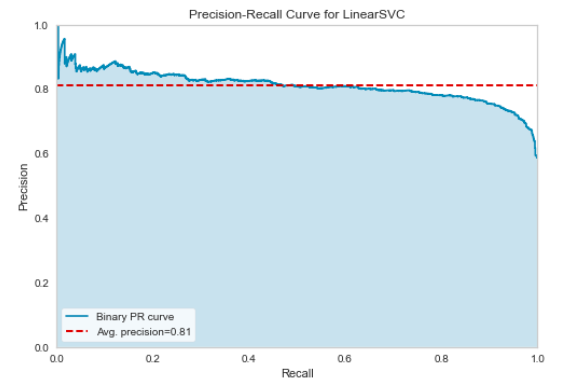 Precision-Recall Curve for LinearSVC
1.0
0.8
0.6
0.4
0.2
0.0
Precision
Binary PR curve
Avg. precision=0.81
0.0 0.2 0.4 0.6 0.8 1.0
Recall